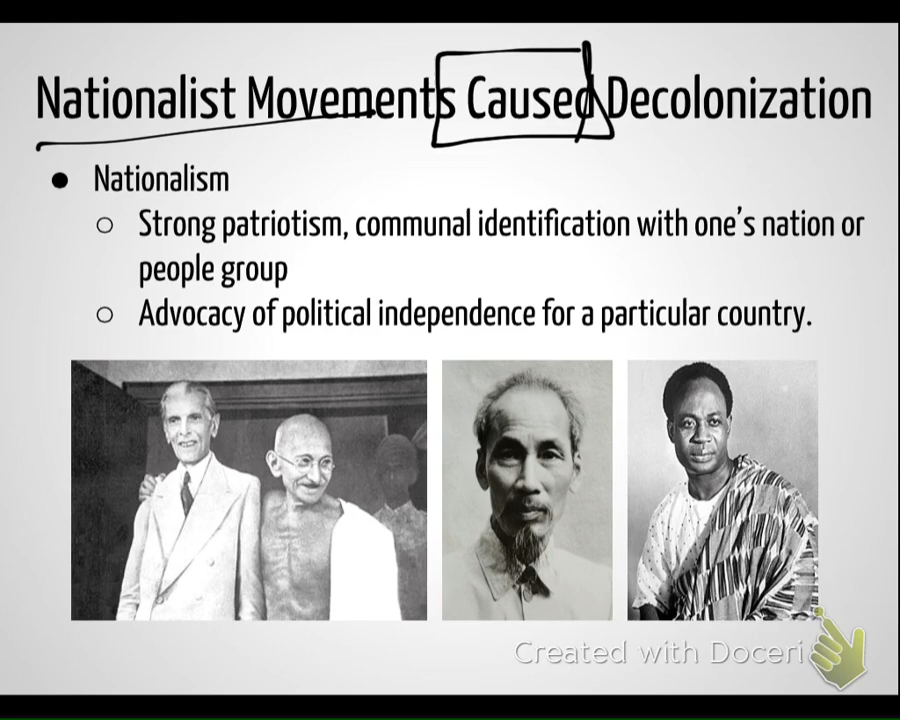 Nationalist Movements Caused Decolonization
● Nationalism
○ Strong patriotism, communal identification with one's nation or
people group
○ Advocacy of political independence for a particular country.
Created with Doceri